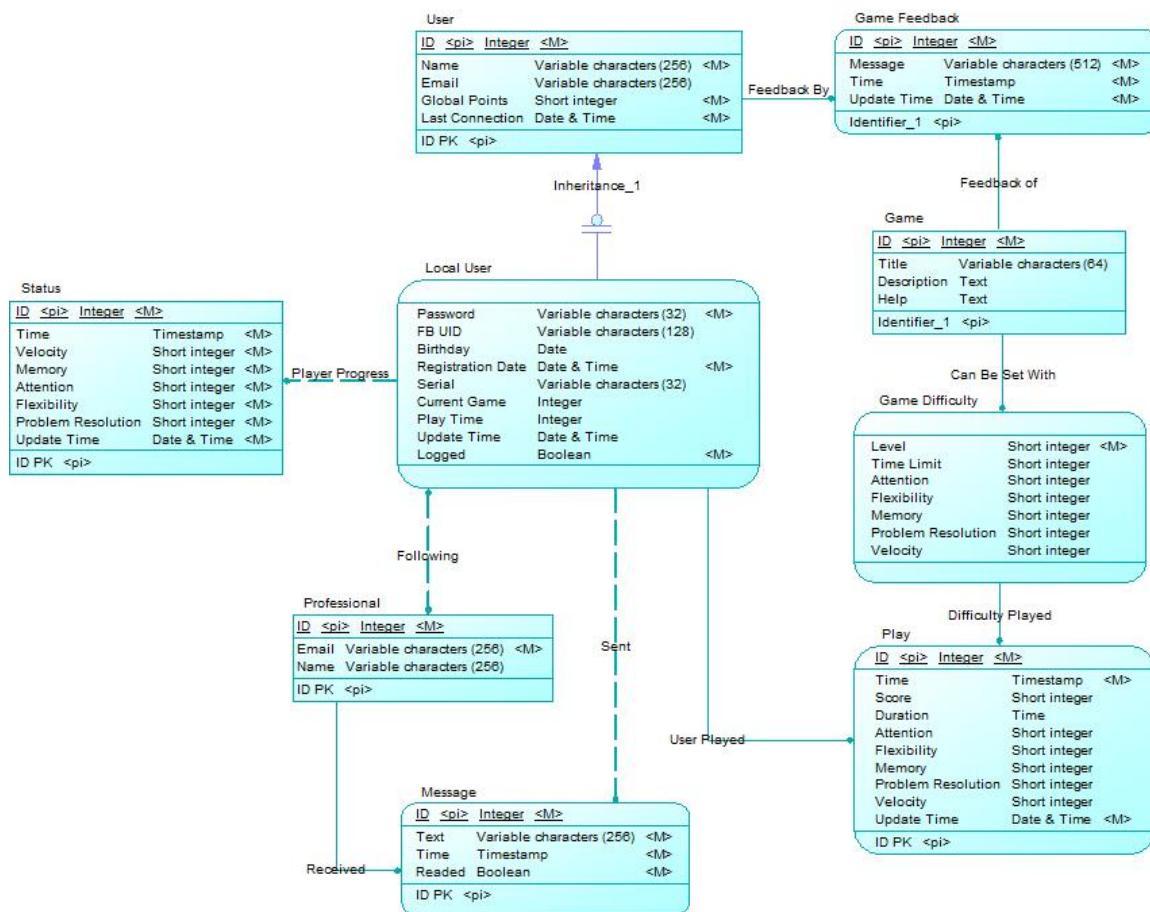 User
ID <pi> Integer <M>
Name Variable characters (256) <M>
Email Variable characters (256)
Global Points Short integer <M>
Last Connection Date & Time <M>
ID PK <pi>
Feedback By
Game Feedback
ID <pi> Integer <M>
Message Variable characters (512) <M>
Time Timestamp <M>
Update Time Date & Time <M>
Identifier_1 <pi>
Inheritance_1
Feedback of
Game
ID <pi> Integer <M>
Title Variable characters (64)
Description Text
Help Text
Identifier_1 <pi>
Local User
Password Variable characters (32) <M>
FB UID Variable characters (128)
Birthday Date
Registration Date Date & Time <M>
Serial Variable characters (32)
Current Game Integer
Play Time Integer
Update Time Date & Time
Logged Boolean <M>
Status
ID <pi> Integer <M>
Time Timestamp <M>
Velocity Short integer <M>
Memory Short integer <M>
Attention Short integer <M>
Flexibility Short integer <M>
Problem Resolution Short integer <M>
Update Time Date & Time <M>
ID PK <pi>
Player Progress
Can Be Set With
Game Difficulty
Level Short integer <M>
Time Limit Short integer
Attention Short integer
Flexibility Short integer
Memory Short integer
Problem Resolution Short integer
Velocity Short integer
Following
Professional
ID <pi> Integer <M>
Email Variable characters (256) <M>
Name Variable characters (256)
ID PK <pi>
Sent
Difficulty Played
Play
ID <pi> Integer <M>
Time Timestamp <M>
Score Short integer
Duration Time
Attention Short integer
Flexibility Short integer
Memory Short integer
Problem Resolution Short integer
Velocity Short integer
Update Time Date & Time <M>
ID PK <pi>
User Played
Message
ID <pi> Integer <M>
Text Variable characters (256) <M>
Time Timestamp <M>
Readed Boolean <M>
ID PK <pi>
Received